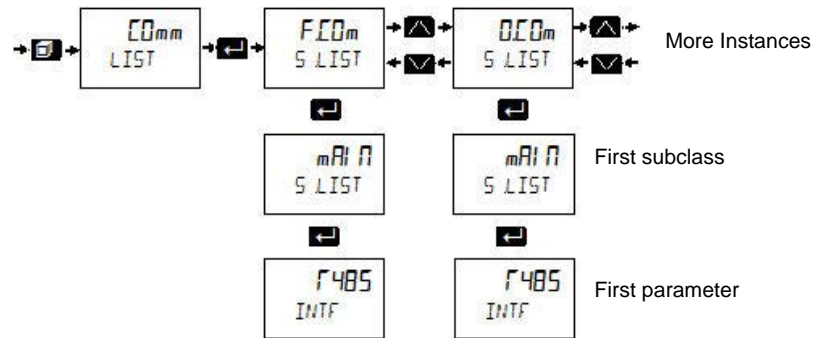 COmm
LIST
F.COm
S.LIST
O.COm
S.LIST
More Instances
mAIn
S.LIST
mAIn
S.LIST
First subclass
r485
INTF
r485
INTF
First parameter